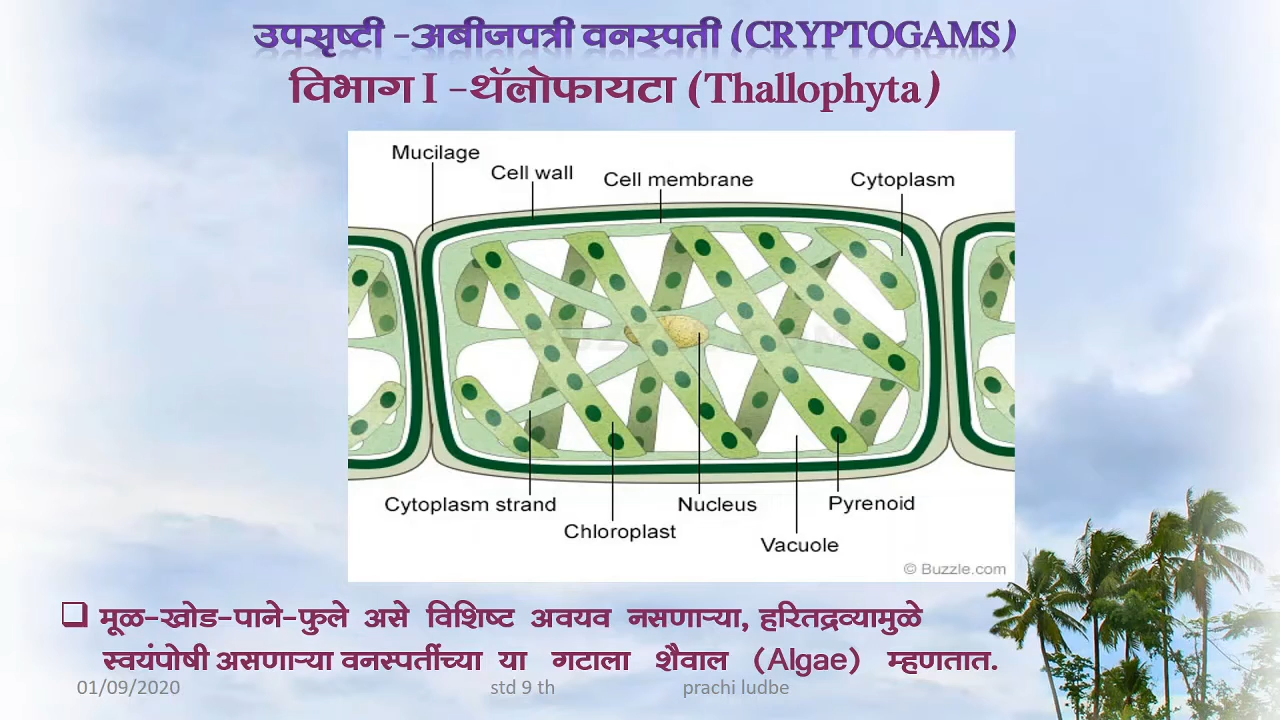 उपसृष्टी -अबीजपत्री वनस्पती (CRYPTOGAMS)
विभाग I -थॅलोफायटा (Thallophyta)
Mucilage
Cell wall
Cell membrane
Cytoplasm
Cytoplasm strand
Chloroplast
Nucleus
Vacuole
Pyrenoid
© Buzzle.com
❑ मूळ-खोड-पाने-फुले असे विशिष्ट अवयव नसणाऱ्या, हरितद्रव्यामुळे
स्वयंपोषी असणाऱ्या वनस्पतींच्या या गटाला शैवाल (Algae) म्हणतात.
01/09/2020 std 9 th prachi ludbe